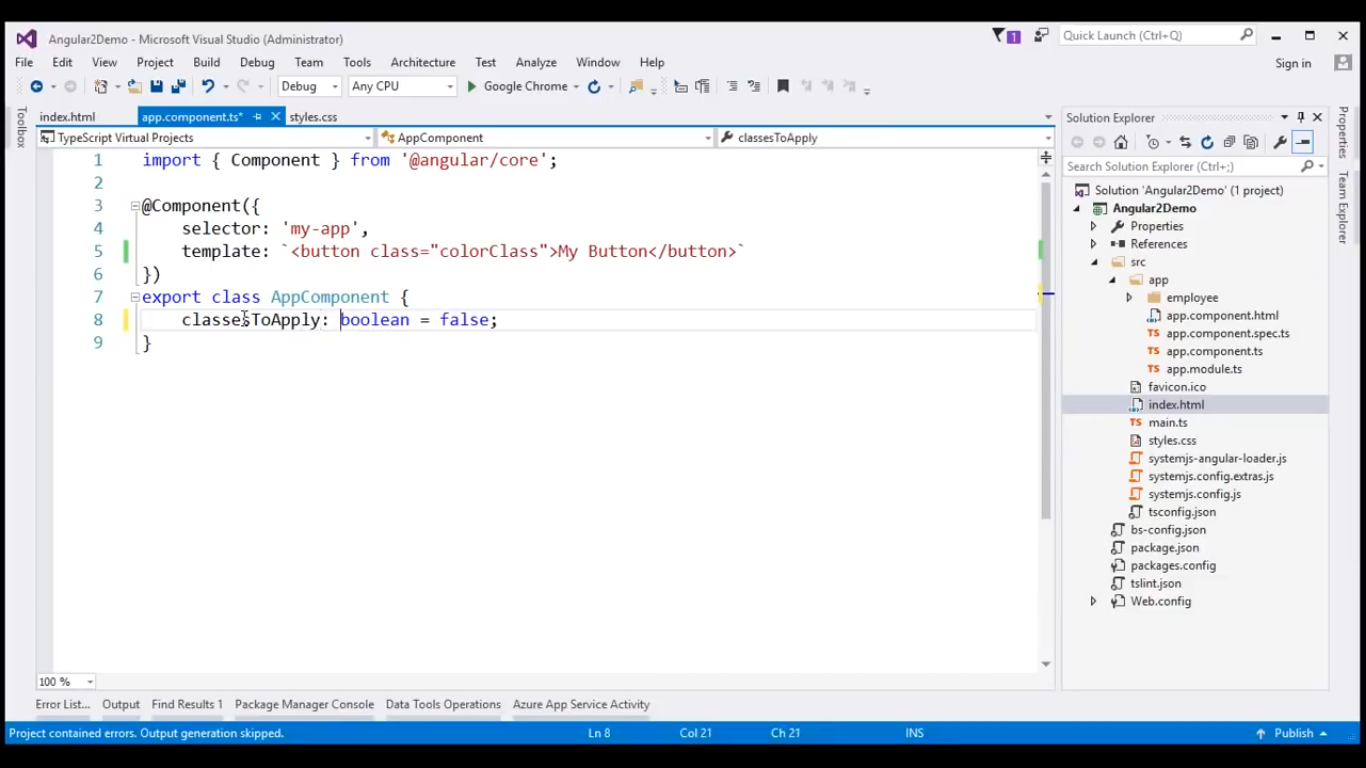 Angular2Demo - Microsoft Visual Studio (Administrator)
1
Quick Launch (Ctrl+Q)
File Edit View Project Build Debug Team Tools Architecture Test Analyze Window Help
Sign in
Debug Any CPU Google Chrome
index.html app.component.ts* styles.css
TypeScript Virtual Projects AppComponent classesToApply
1 import { Component } from '@angular/core';
2
3 @Component({
4 selector: 'my-app',
5 template: `<button class="colorClass">My Button</button>`
6 })
7 export class AppComponent {
8 classesToApply: boolean = false;
9 }
100 %
Toolbox
Solution Explorer
Search Solution Explorer (Ctrl+;)
Solution 'Angular2Demo' (1 project)
Angular2Demo
Properties
References
src
app
employee
app.component.html
TS app.component.spec.ts
TS app.component.ts
TS app.module.ts
favicon.ico
index.html
TS main.ts
styles.css
systemjs-angular-loader.js
systemjs.config.extras.js
systemjs.config.js
tsconfig.json
bs-config.json
package.json
packages.config
tslint.json
Web.config
Properties
Team Explorer
Error List... Output Find Results 1 Package Manager Console Data Tools Operations Azure App Service Activity
Project contained errors. Output generation skipped. Ln 8 Col 21 Ch 21 INS Publish